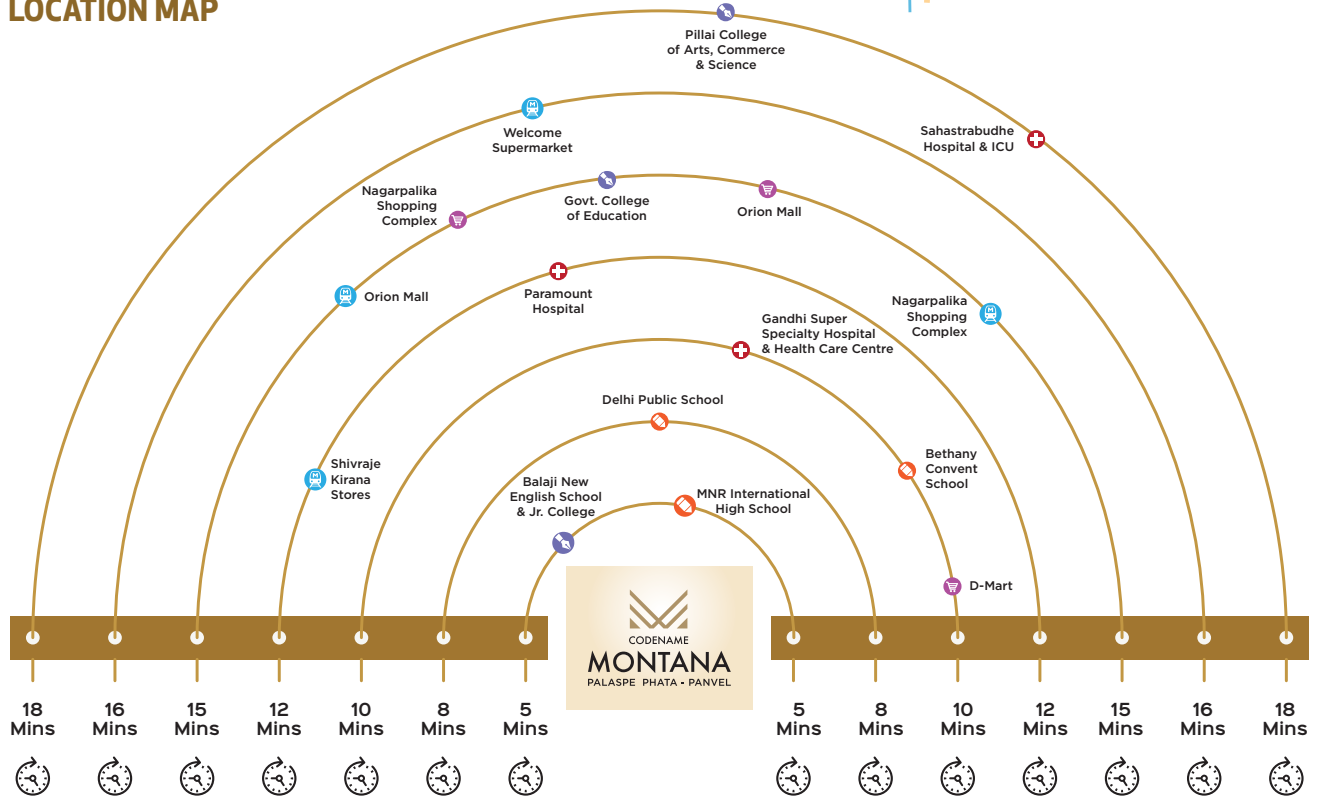 LOCATION MAP
Pillai College
of Arts, Commerce
& Science
Welcome
Supermarket
Sahastrabudhe
Hospital & ICU
Nagarpalika
Shopping
Complex
Govt. College
of Education
Orion Mall
Orion Mall
Paramount
Hospital
Nagarpalika
Shopping
Complex
Gandhi Super
Specialty Hospital
& Health Care Centre
Delhi Public School
Shivraje
Kirana
Stores
Bethany
Convent
School
Balaji New
English School
& Jr. College
MNR International
High School
D-Mart
CODENAME
MONTANA
PALASPE PHATA - PANVEL
18 16 15 12 10 8 5 5 8 10 12 15 16 18
Mins Mins Mins Mins Mins Mins Mins Mins Mins Mins Mins Mins Mins Mins